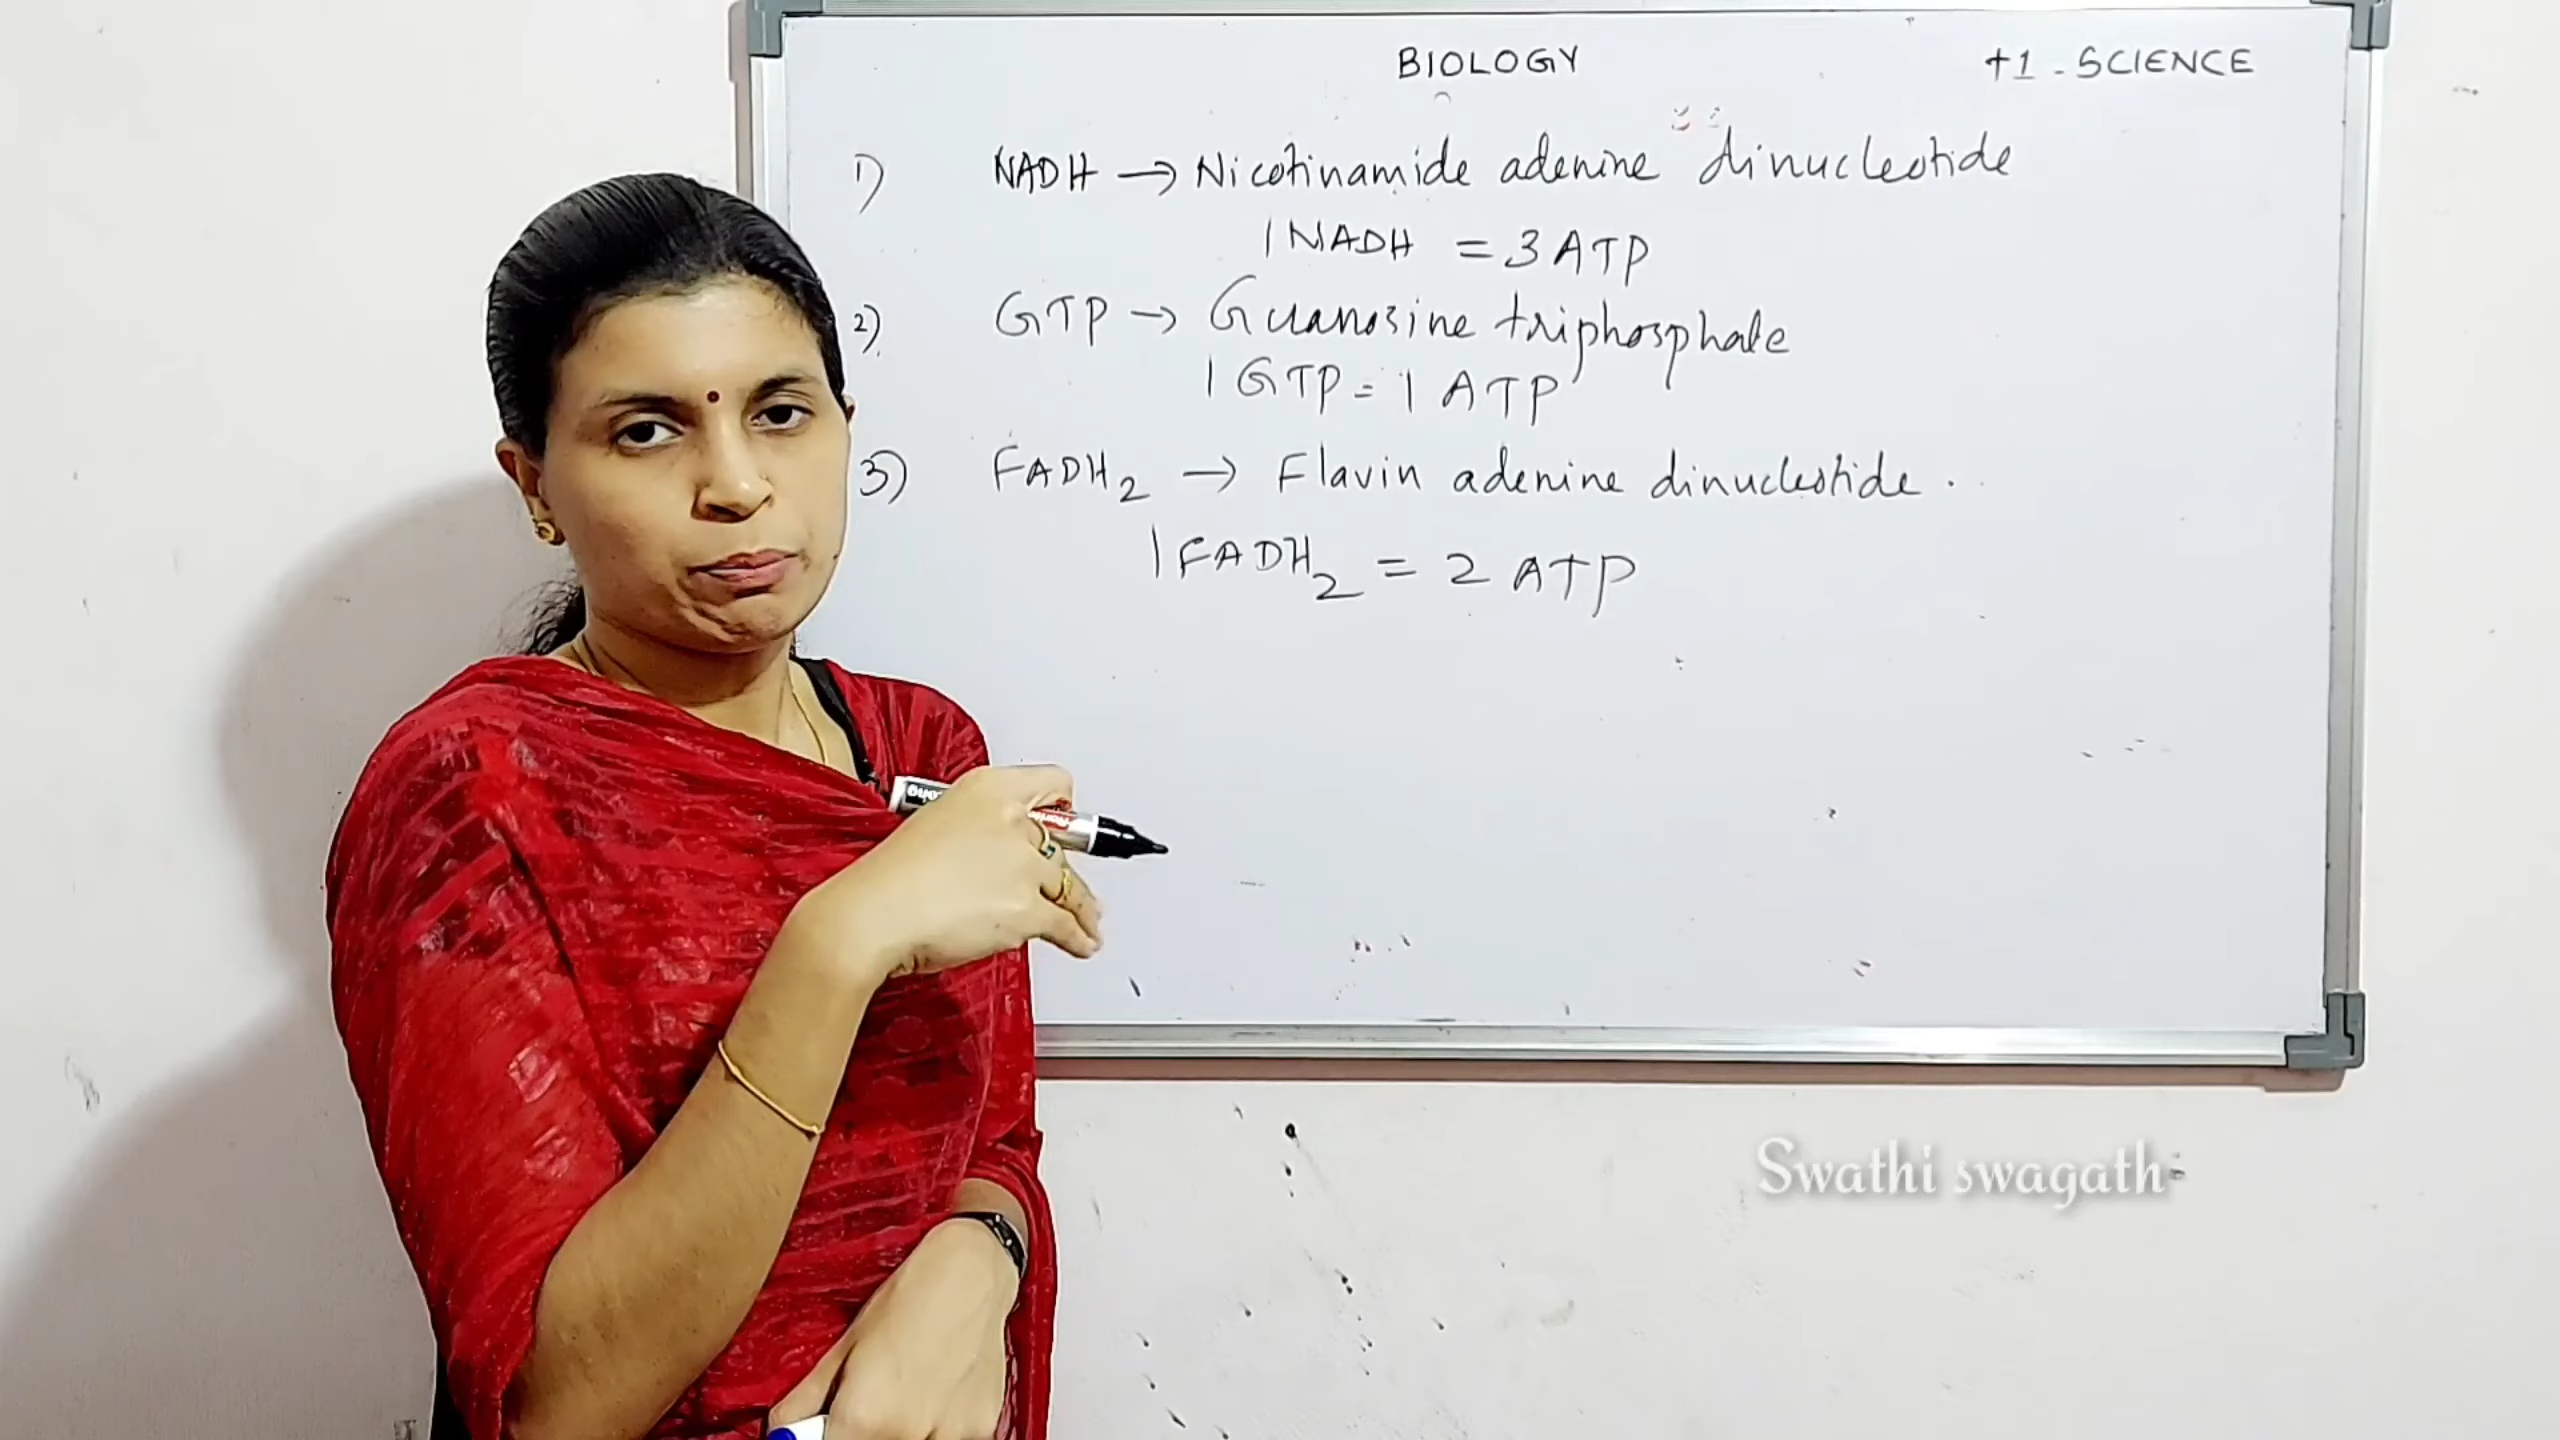 BIOLOGY +1 - SCIENCE
1) NADH → Nicotinamide adenine dinucleotide
1 NADH = 3 ATP
2) GTP → Guanosine triphosphate
1 GTP = 1 ATP
3) FADH₂ → Flavin adenine dinucleotide.
1 FADH₂ = 2 ATP
Swathi swagath